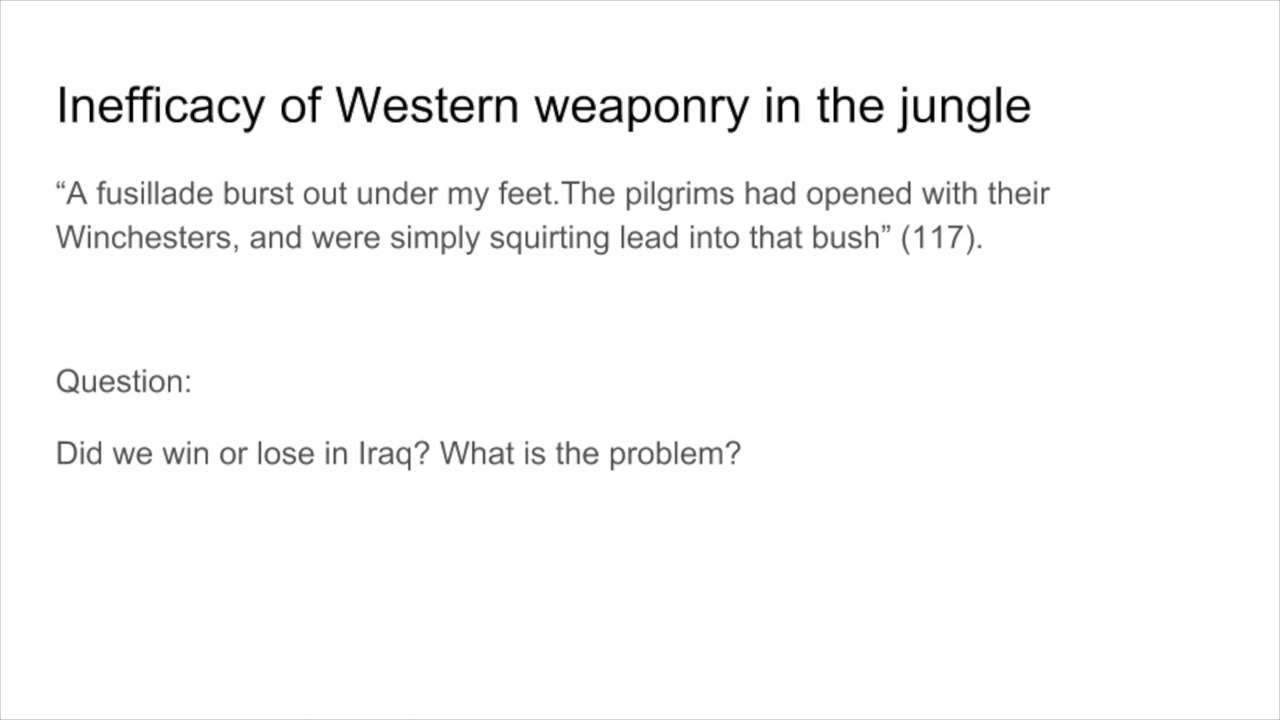 Inefficacy of Western weaponry in the jungle
“A fusillade burst out under my feet.The pilgrims had opened with their
Winchesters, and were simply squirting lead into that bush” (117).
Question:
Did we win or lose in Iraq? What is the problem?